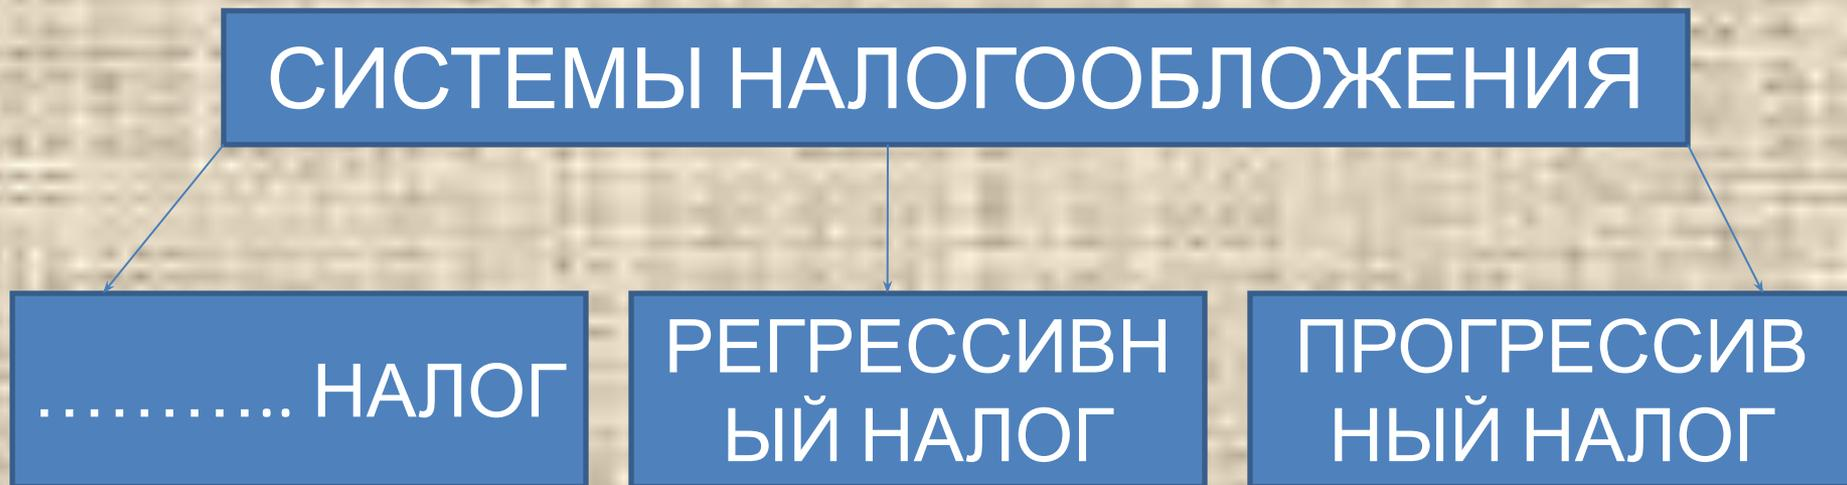 СИСТЕМЫ НАЛОГООБЛОЖЕНИЯ
……….. НАЛОГ
РЕГРЕССИВН
ЫЙ НАЛОГ
ПРОГРЕССИВ
НЫЙ НАЛОГ